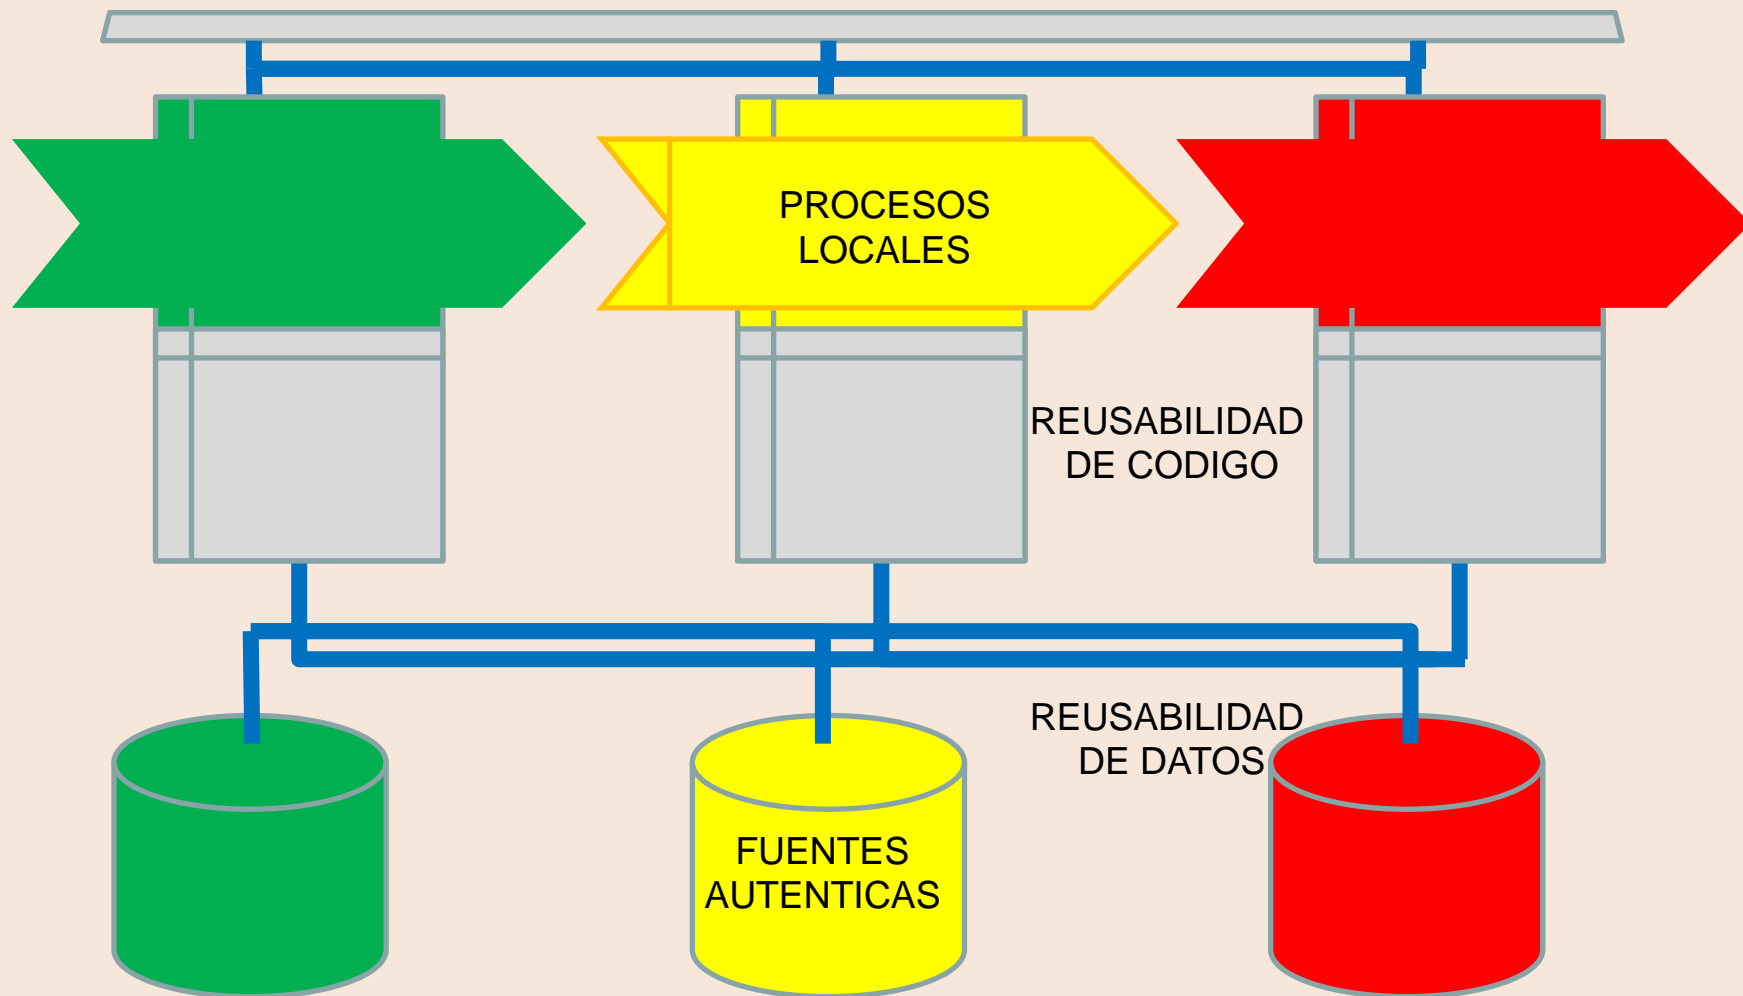 PROCESOS
LOCALES
REUSABILIDAD
DE CODIGO
REUSABILIDAD
DE DATOS
FUENTES
AUTENTICAS